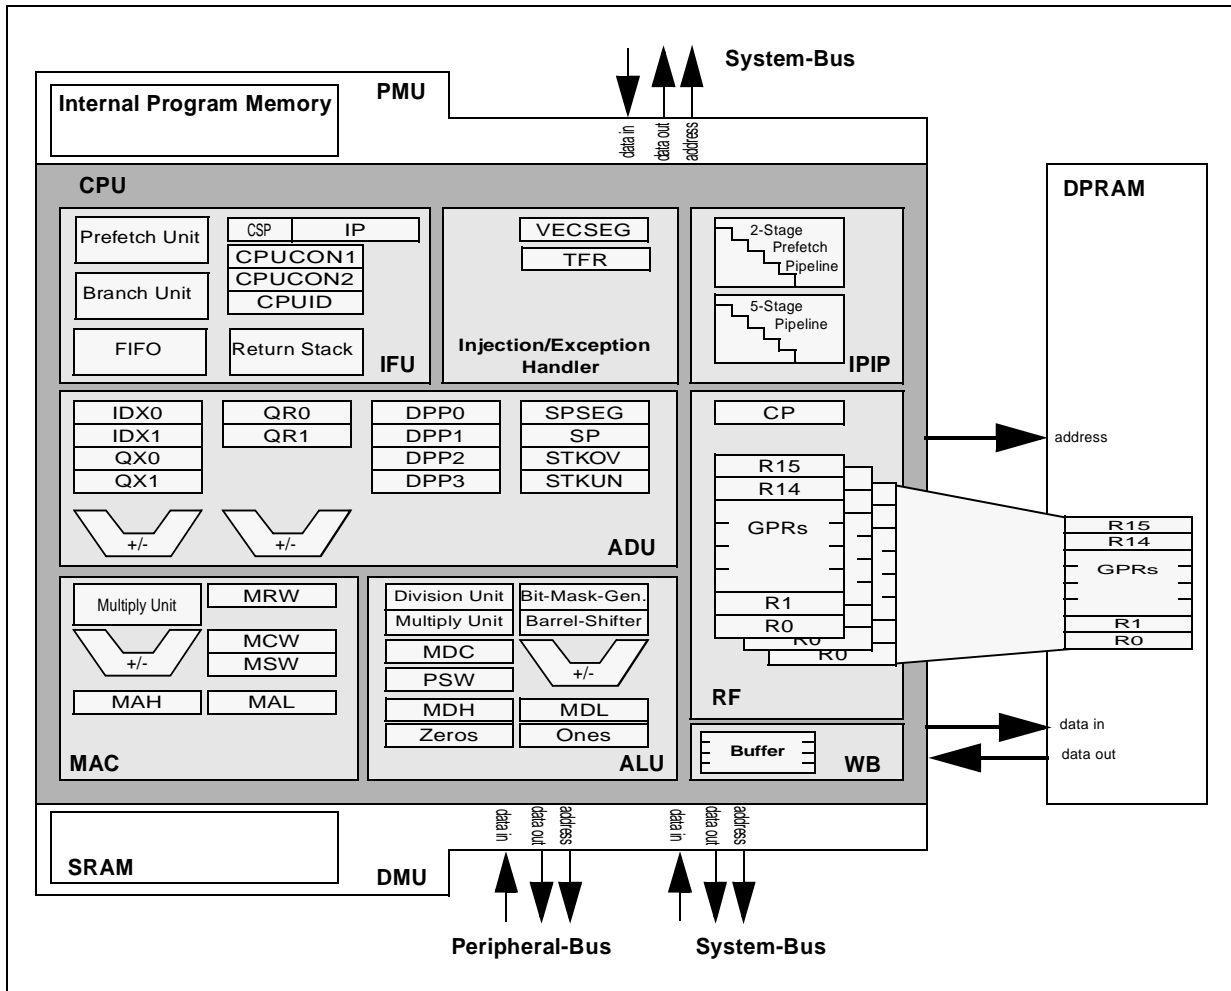 System-Bus
PMU
Internal Program Memory
data in
data out
address
CPU
DPRAM
Prefetch Unit
CSP
IP
CPUCON1
CPUCON2
CPUID
Branch Unit
FIFO
Return Stack
IFU
VECSEG
TFR
Injection/Exception
Handler
2-Stage
Prefetch
Pipeline
5-Stage
Pipeline
IPIP
IDX0
IDX1
QX0
QX1
QR0
QR1
DPP0
DPP1
DPP2
DPP3
SPSEG
SP
STKOV
STKUN
+/-
+/-
ADU
CP
R15
R14
GPRs
R1
R0
R0
R0
RF
address
R15
R14
GPRs
R1
R0
Multiply Unit
MRW
+/-
MCW
MSW
MAH
MAL
MAC
Division Unit
Multiply Unit
Bit-Mask-Gen.
Barrel-Shifter
MDC
PSW
+/-
MDH
MDL
Zeros
Ones
ALU
Buffer
WB
data in
data out
SRAM
DMU
data in
data out
address
data in
data out
address
Peripheral-Bus
System-Bus